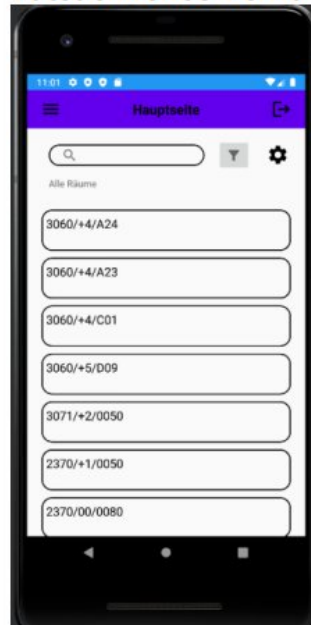 11:01
Hauptseite
Alle Räume
3060/+4/A24
3060/+4/A23
3060/+4/C01
3060/+5/D09
3071/+2/0050
2370/+1/0050
2370/00/0080